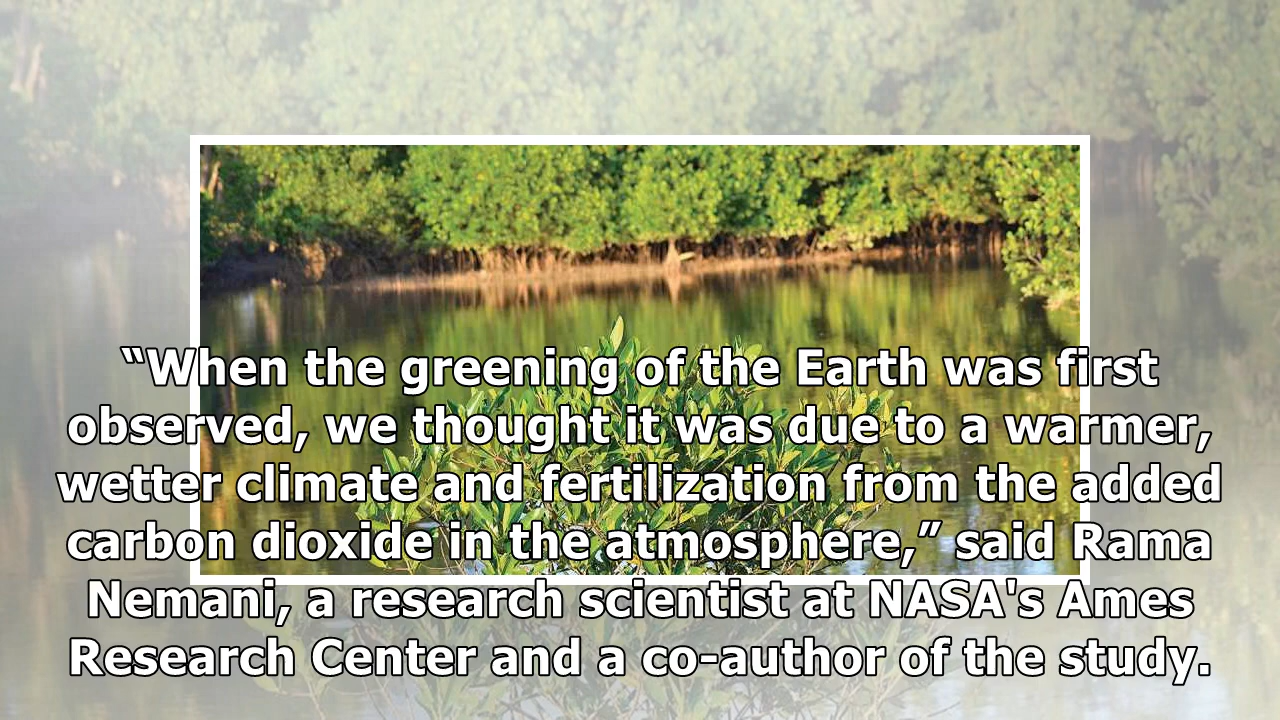 “When the greening of the Earth was first
observed, we thought it was due to a warmer,
wetter climate and fertilization from the added
carbon dioxide in the atmosphere,” said Rama
Nemani, a research scientist at NASA's Ames
Research Center and a co-author of the study.